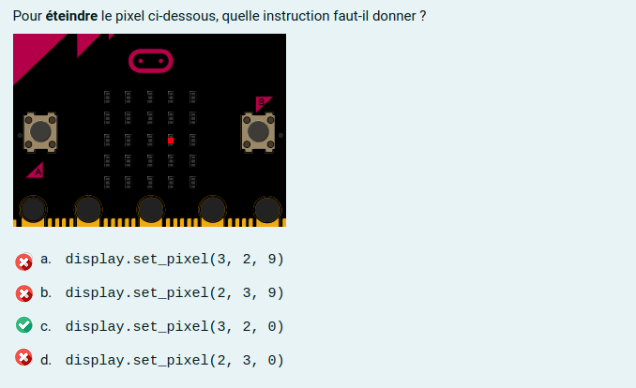 Pour éteindre le pixel ci-dessous, quelle instruction faut-il donner ?
B
A
a. display.set_pixel(3, 2, 9)
b. display.set_pixel(2, 3, 9)
c. display.set_pixel(3, 2, 0)
d. display.set_pixel(2, 3, 0)